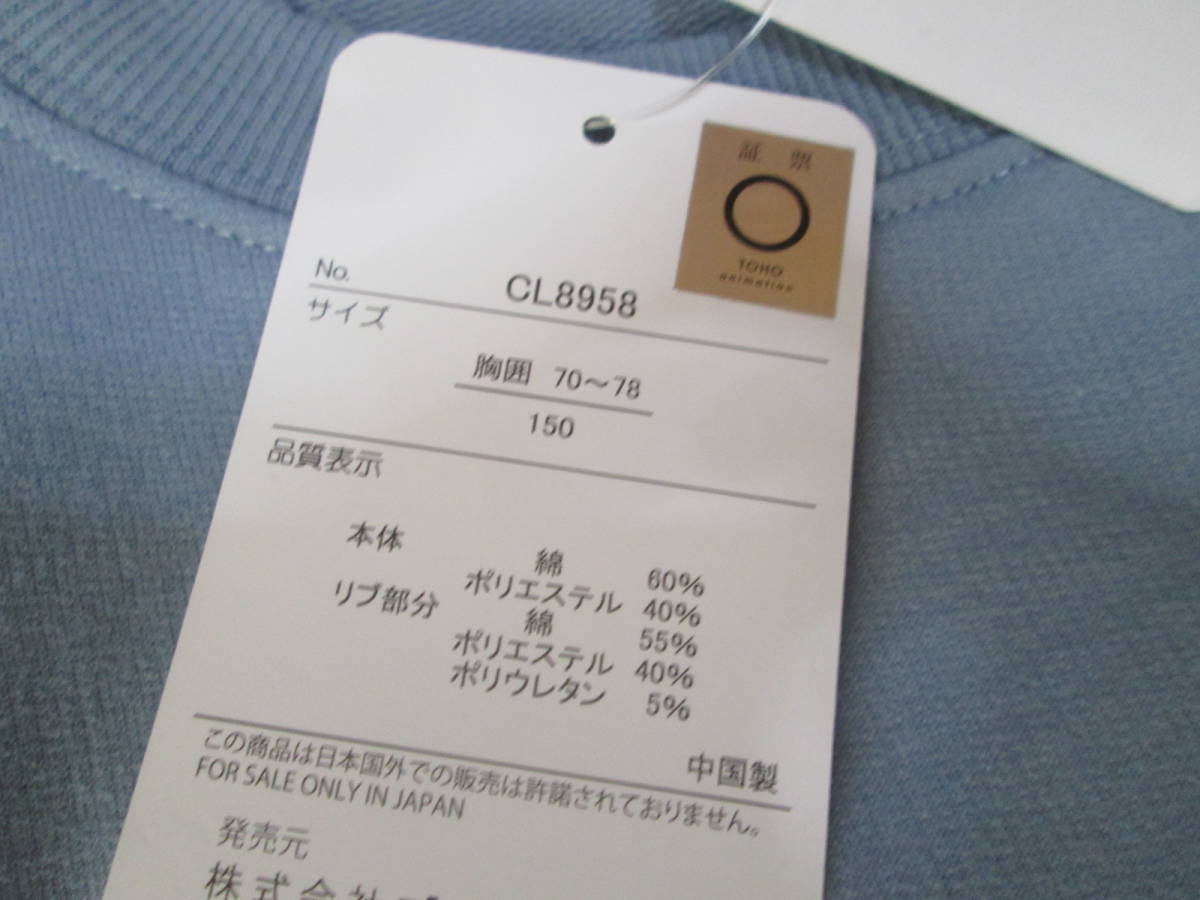 証 票
TOHO
animation
No. CL8958
サイズ
胸囲 70～78
150
品質表示
本体 綿 60%
ポリエステル 40%
リブ部分 綿 55%
ポリエステル 40%
ポリウレタン 5%
中国製
この商品は日本国外での販売は許諾されておりません。
FOR SALE ONLY IN JAPAN
発売元
株式会社